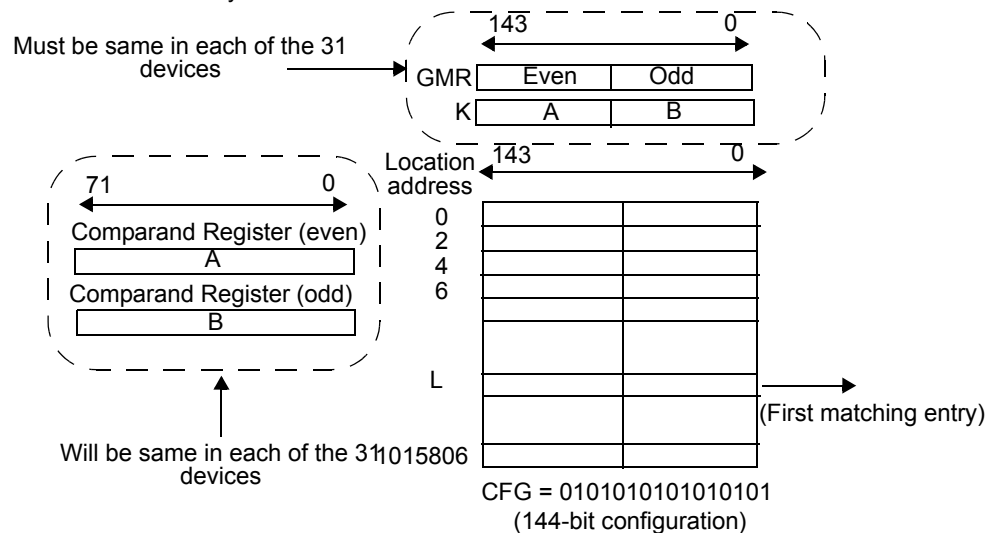 143 0
Must be same in each of the 31
devices
GMR Even Odd
K A B
Location 143 0
address
71 0
Comparand Register (even)
A
Comparand Register (odd)
B
0
2
4
6
L
(First matching entry)
Will be same in each of the 31
devices
1015806
CFG = 0101010101010101
(144-bit configuration)